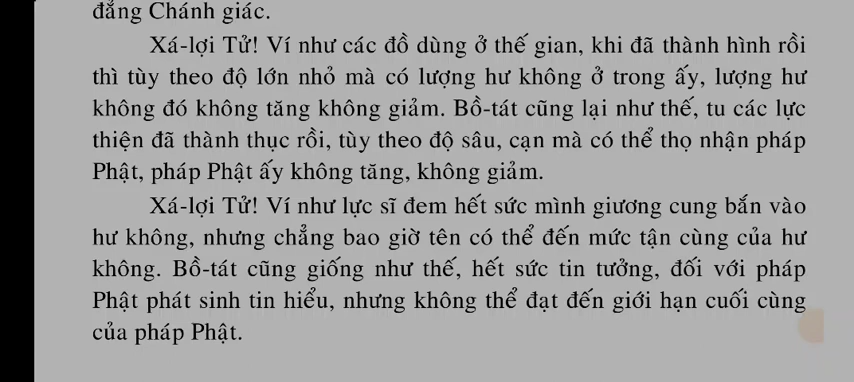 đẳng Chánh giác.
Xá-lợi Tử! Ví như các đồ dùng ở thế gian, khi đã thành hình rồi
thì tùy theo độ lớn nhỏ mà có lượng hư không ở trong ấy, lượng hư
không đó không tăng không giảm. Bồ-tát cũng lại như thế, tu các lực
thiện đã thành thục rồi, tùy theo độ sâu, cạn mà có thể thọ nhận pháp
Phật, pháp Phật ấy không tăng, không giảm.
Xá-lợi Tử! Ví như lực sĩ đem hết sức mình giương cung bắn vào
hư không, nhưng chẳng bao giờ tên có thể đến mức tận cùng của hư
không. Bồ-tát cũng giống như thế, hết sức tin tưởng, đối với pháp
Phật phát sinh tin hiểu, nhưng không thể đạt đến giới hạn cuối cùng
của pháp Phật.